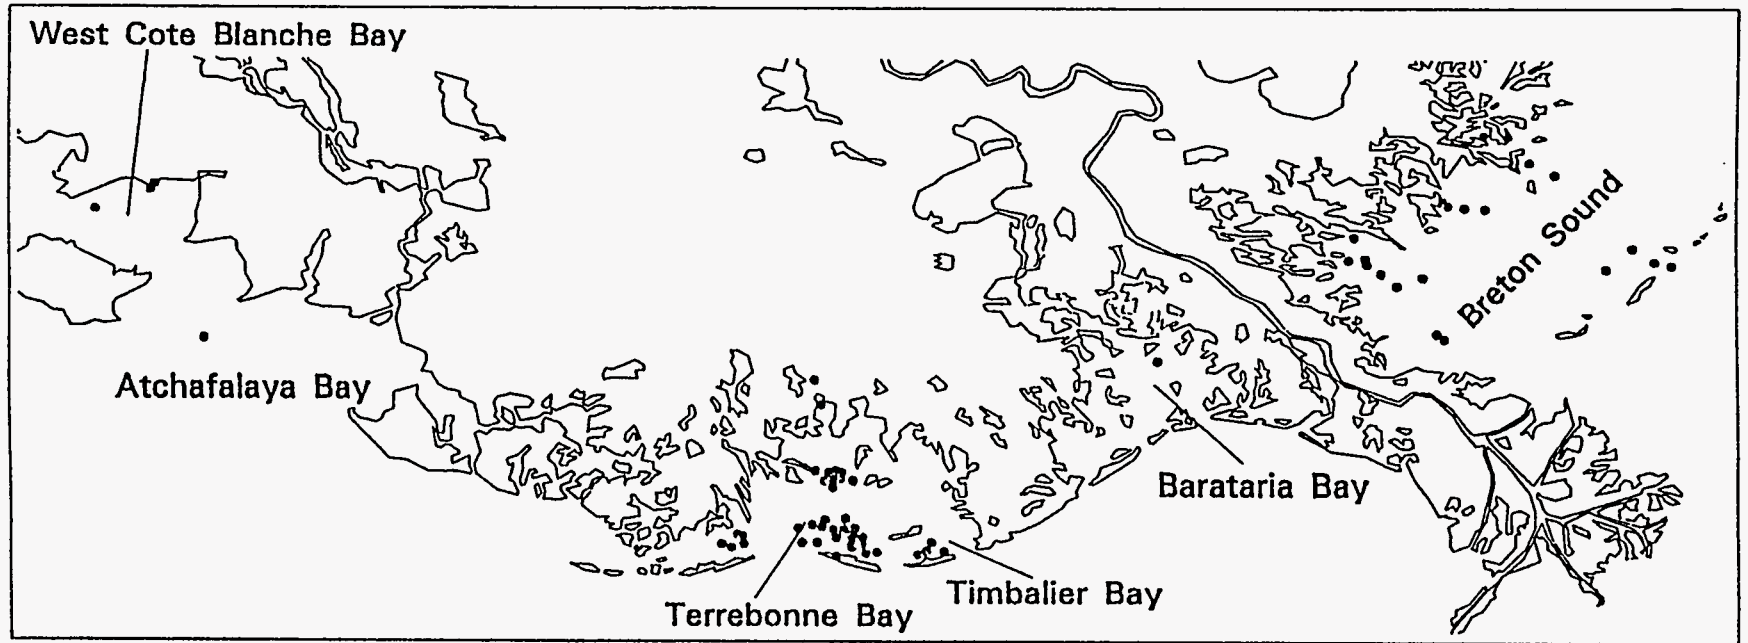 West Cote Blanche Bay
Breton Sound
Atchafalaya Bay
Barataria Bay
Timbalier Bay
Terrebonne Bay